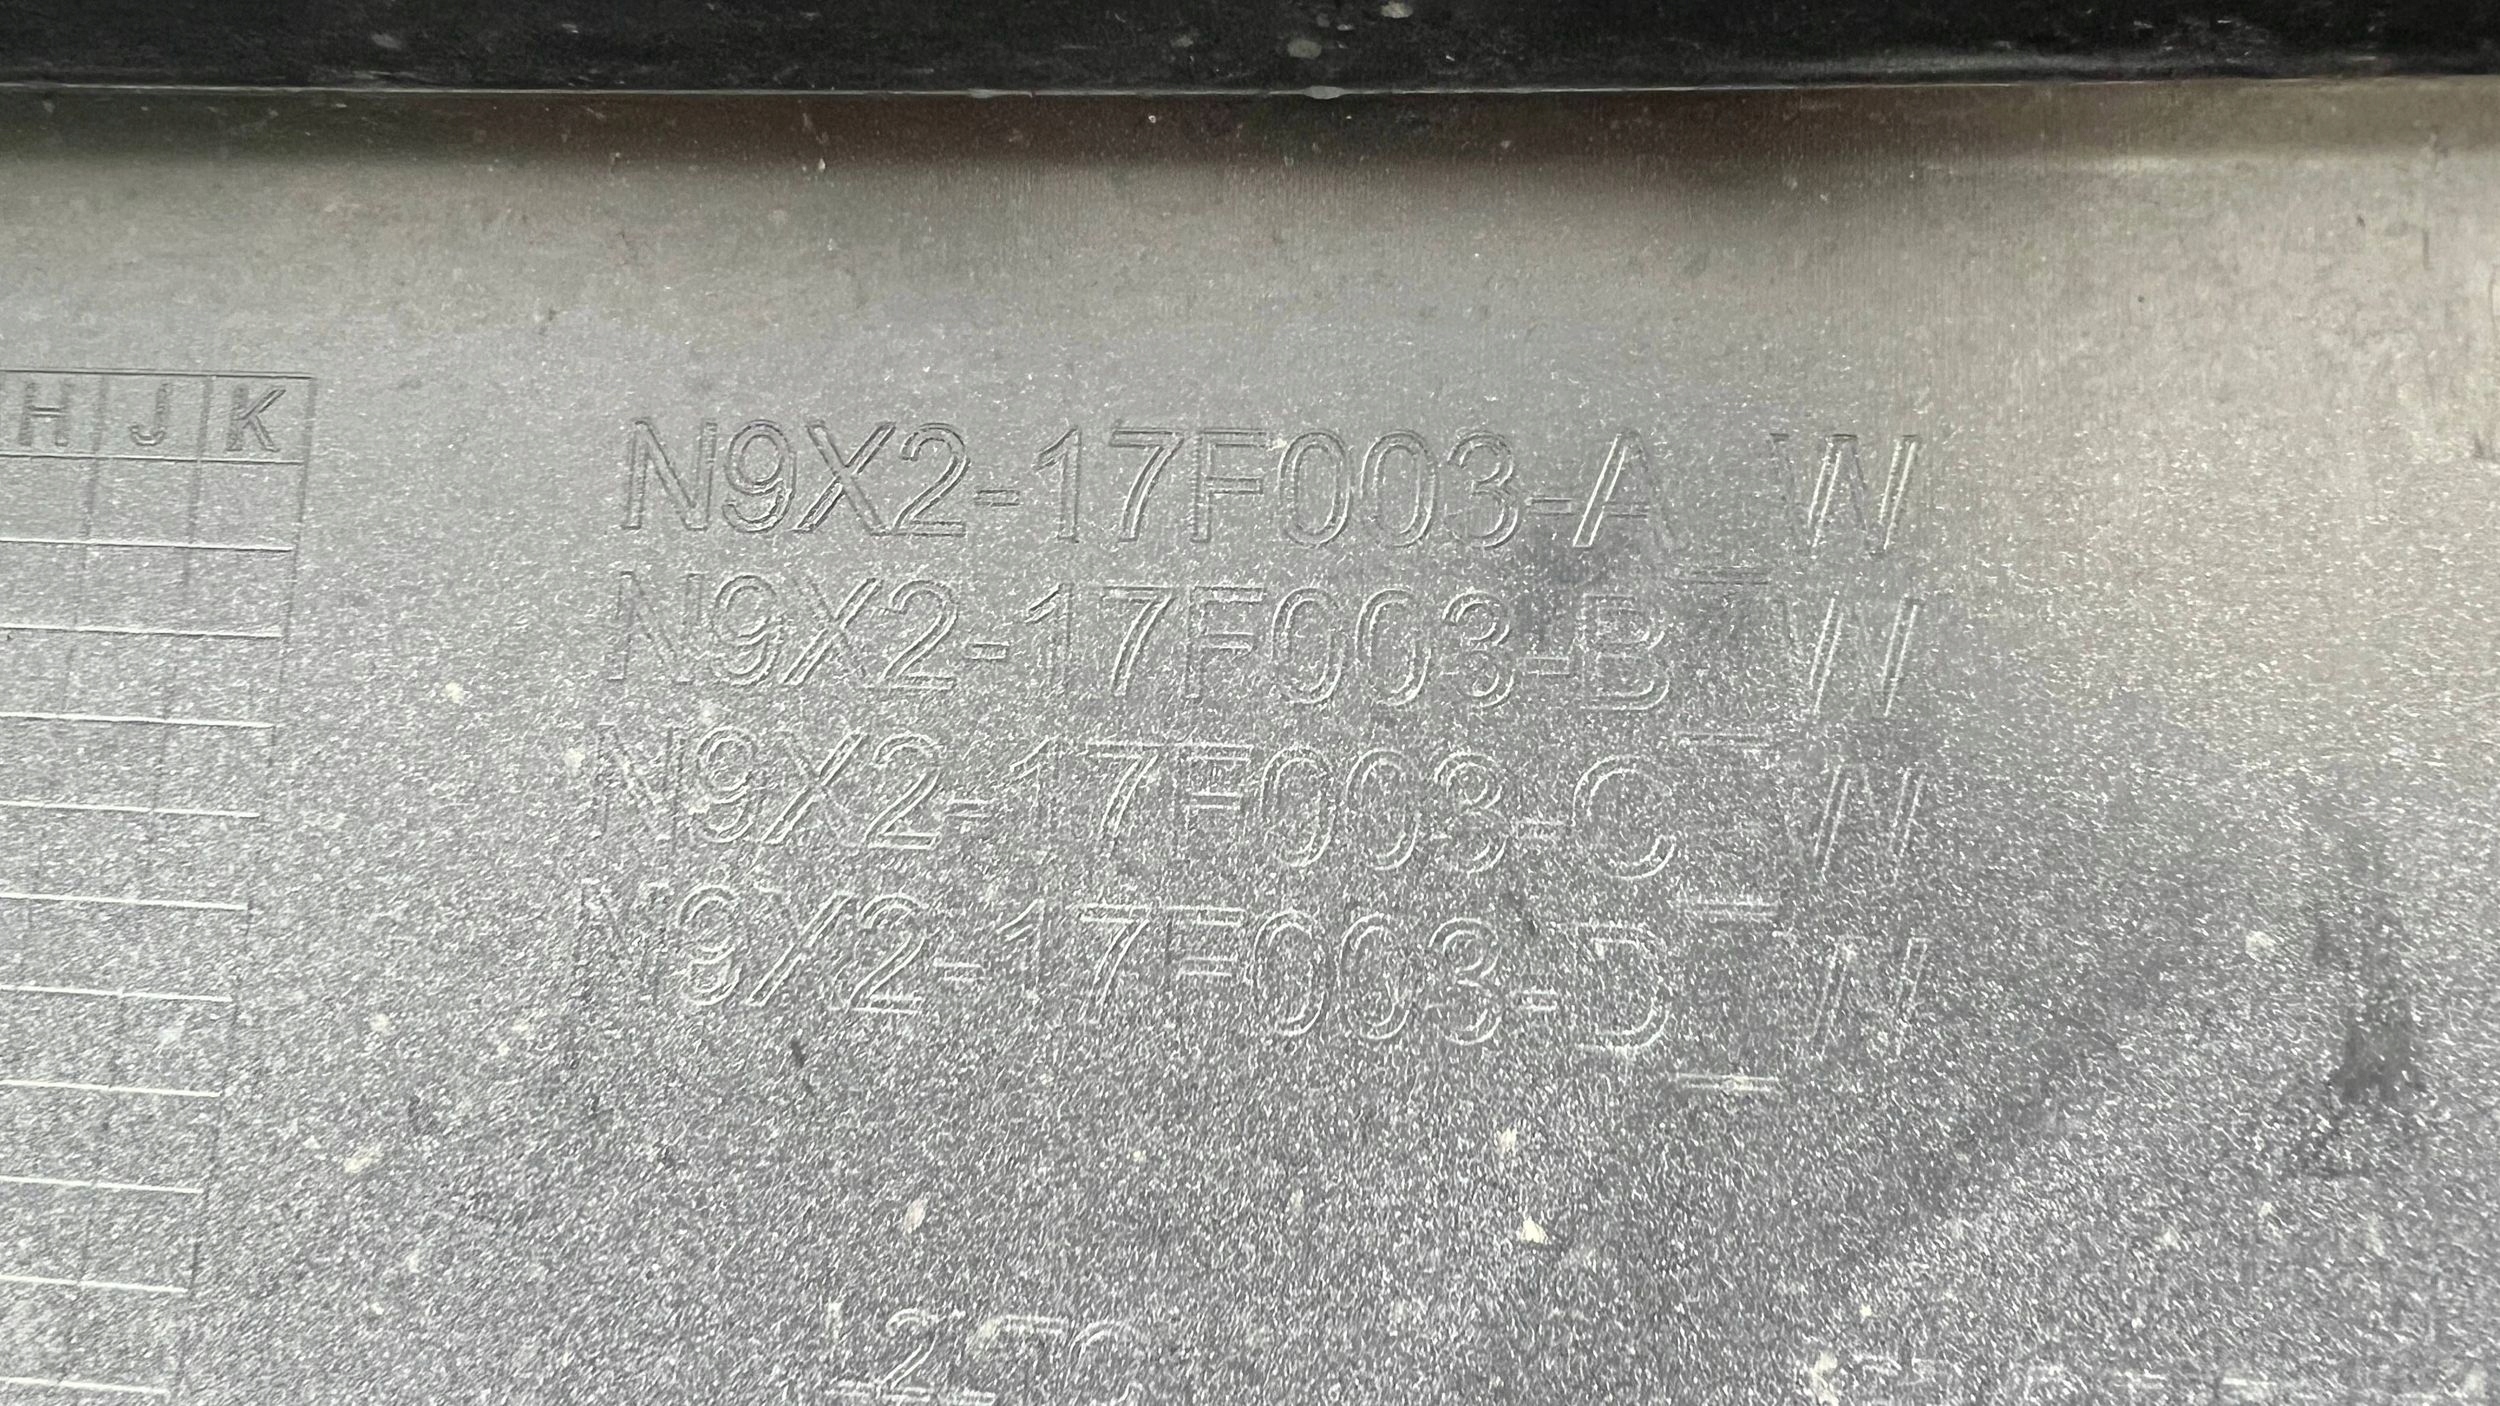 H J K
N9X2-17F003-A_W
N9X2-17F003-B_W
N9X2-17F003-C_W
N9X2-17F003-D_W